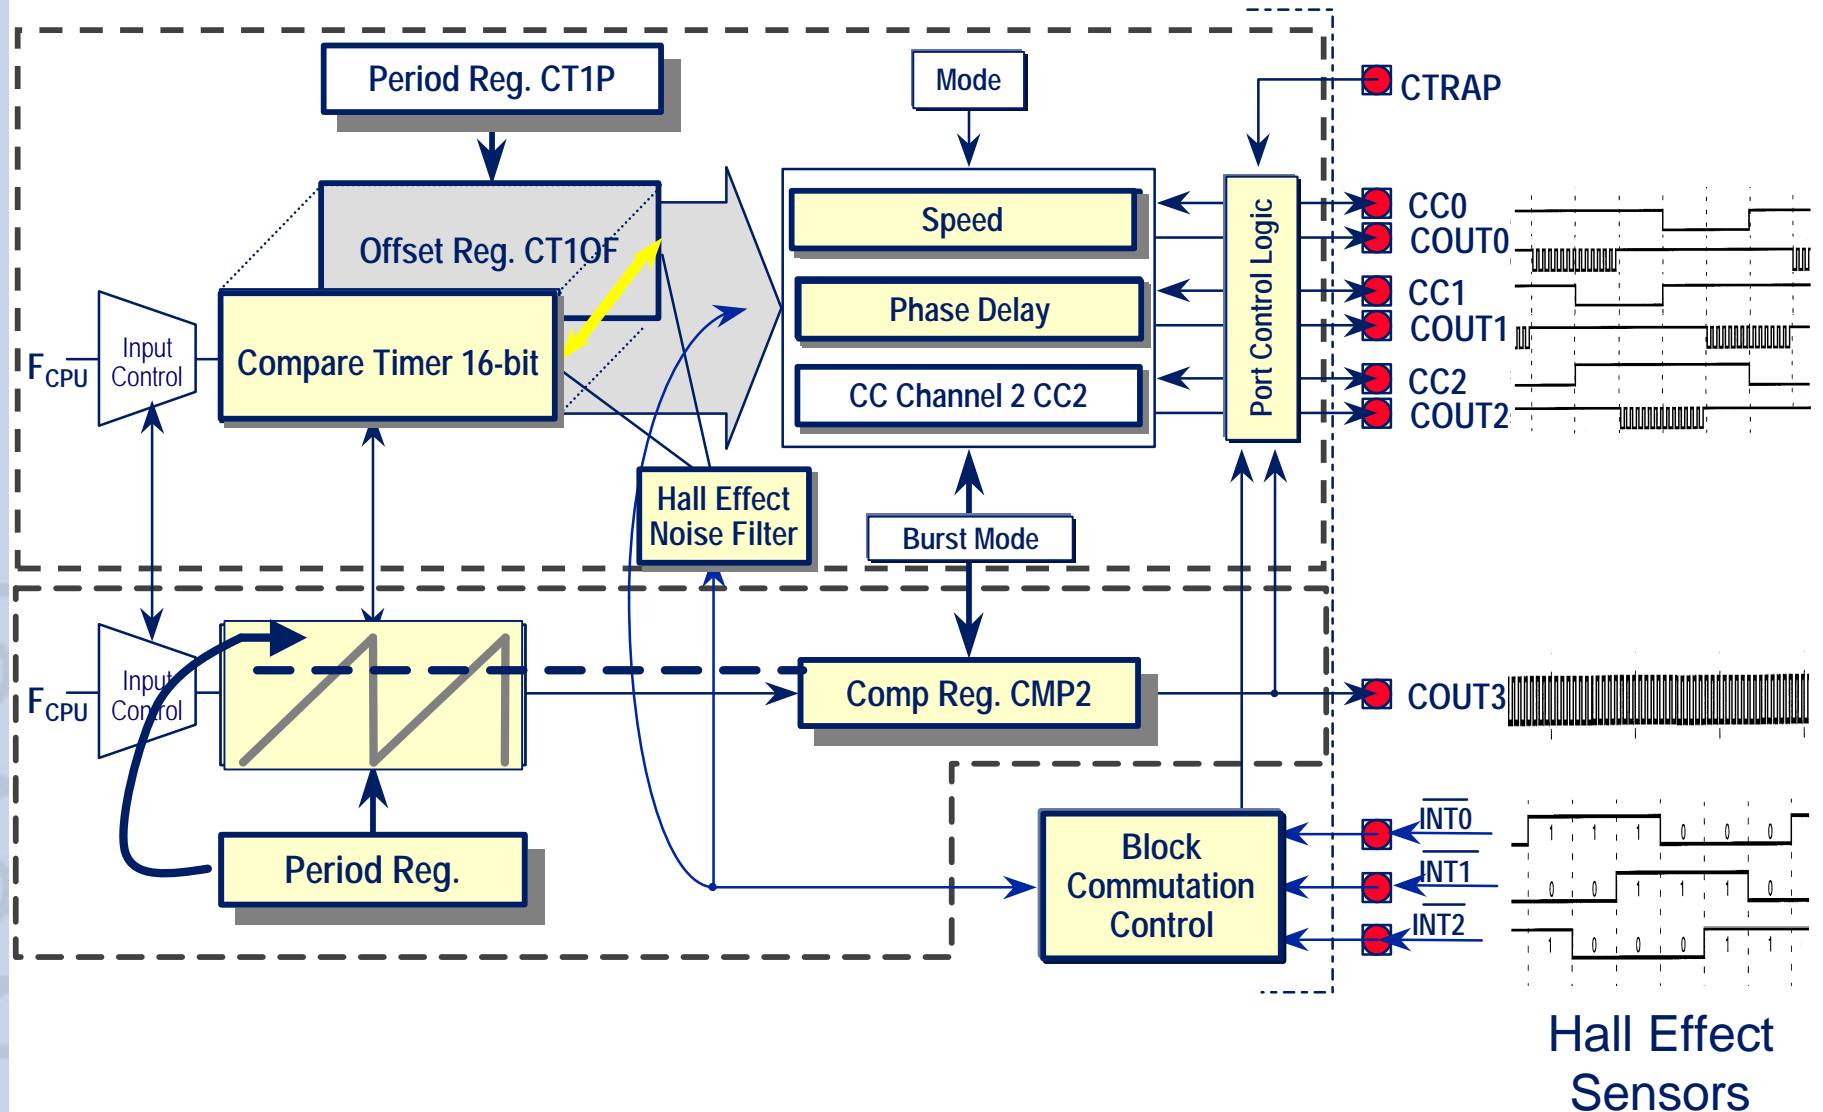 Period Reg. CT1P
Mode
CTRAP
Offset Reg. CT1OF
Speed
Port Control Logic
CC0
COUT0
Phase Delay
CC1
COUT1
FCPU
Input
Control
Compare Timer 16-bit
CC Channel 2 CC2
CC2
COUT2
Hall Effect
Noise Filter
Burst Mode
FCPU
Input
Control
Comp Reg. CMP2
COUT3
Period Reg.
Block
Commutation
Control
INT0
1 1 1 0 0 0
INT1
0 0 1 1 1 0
INT2
1 0 0 0 1 1
Hall Effect
Sensors